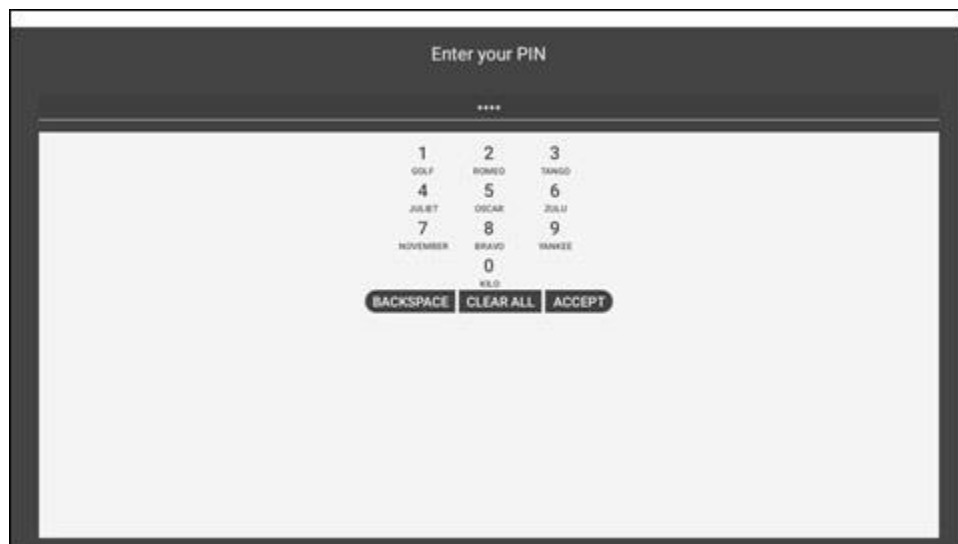 Enter your PIN
••••
1 2 3
GOLF ROMEO TANGO
4 5 6
JULIET OSCAR ZULU
7 8 9
NOVEMBER BRAVO YANKEE
0
KILO
BACKSPACE CLEAR ALL ACCEPT